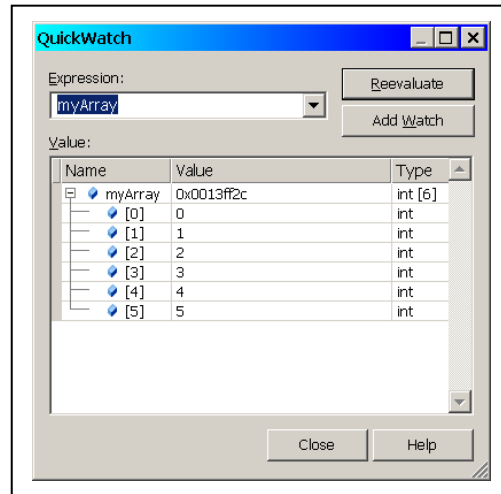 QuickWatch
Expression:
myArray
Reevaluate
Add Watch
Value:
Name Value Type
myArray 0x0013ff2c int [6]
[0] 0 int
[1] 1 int
[2] 2 int
[3] 3 int
[4] 4 int
[5] 5 int
Close Help